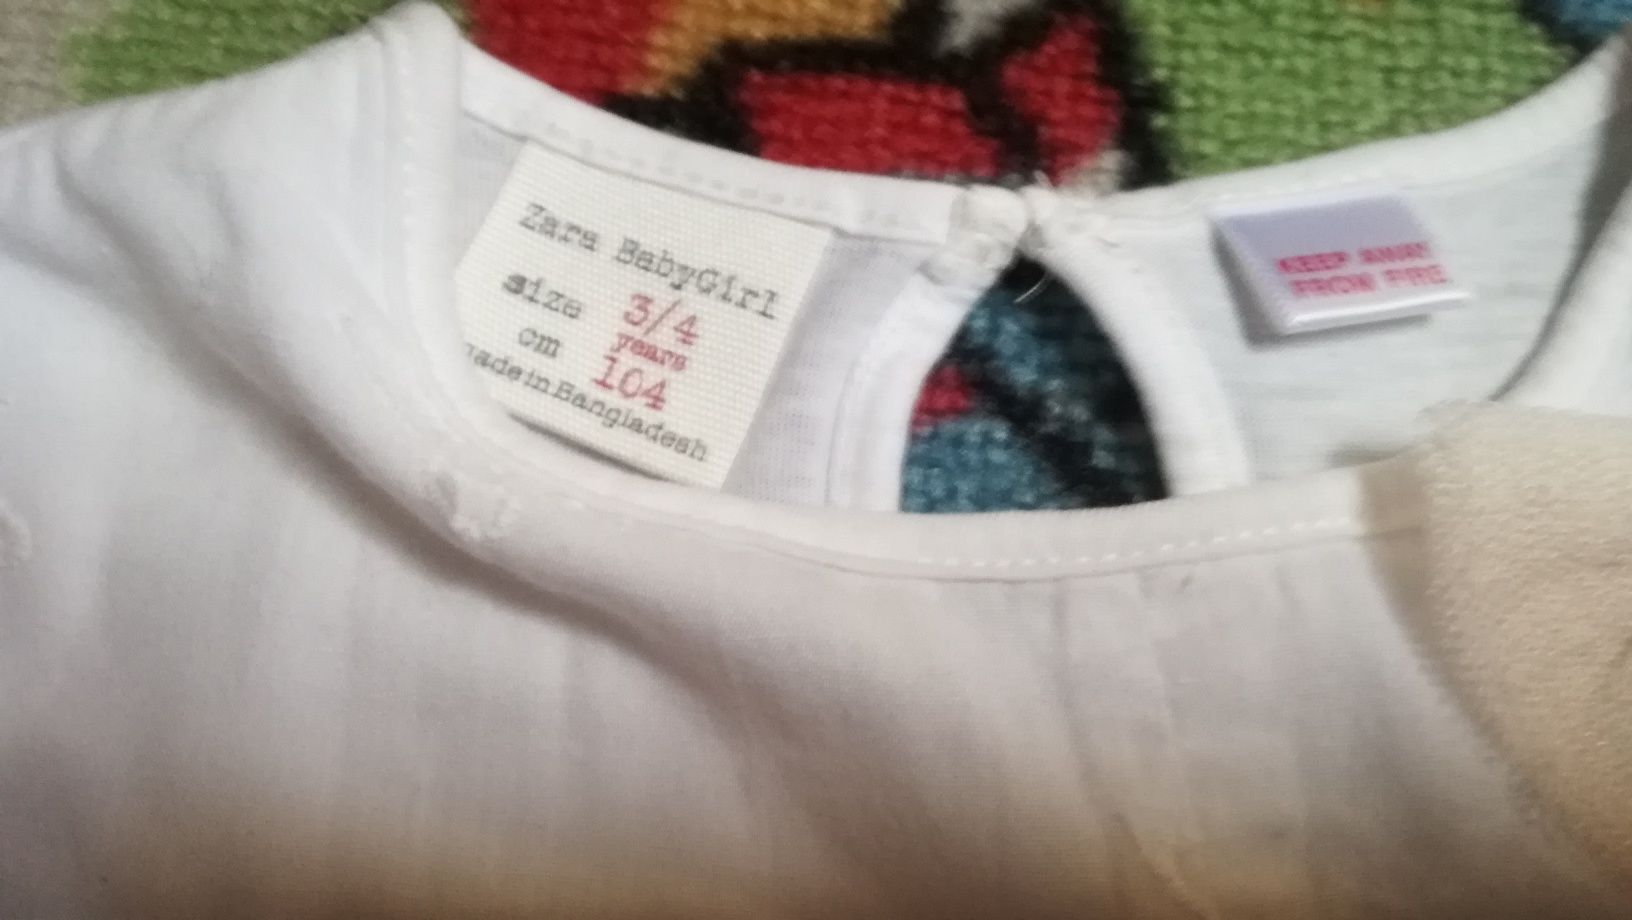 Zara BabyGirl
size 3/4
years
cm 104
made in Bangladesh
KEEP AWAY
FROM FIRE